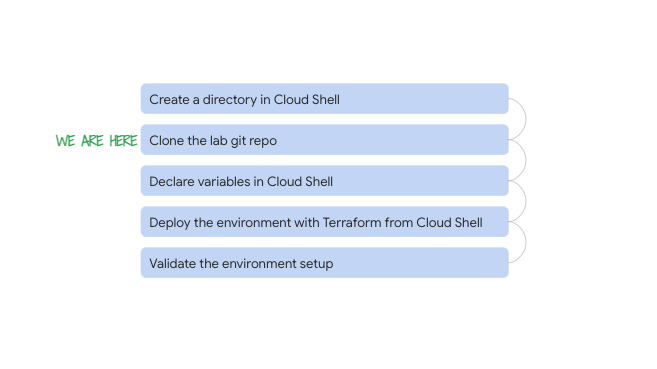 Create a directory in Cloud Shell
WE ARE HERE Clone the lab git repo
Declare variables in Cloud Shell
Deploy the environment with Terraform from Cloud Shell
Validate the environment setup